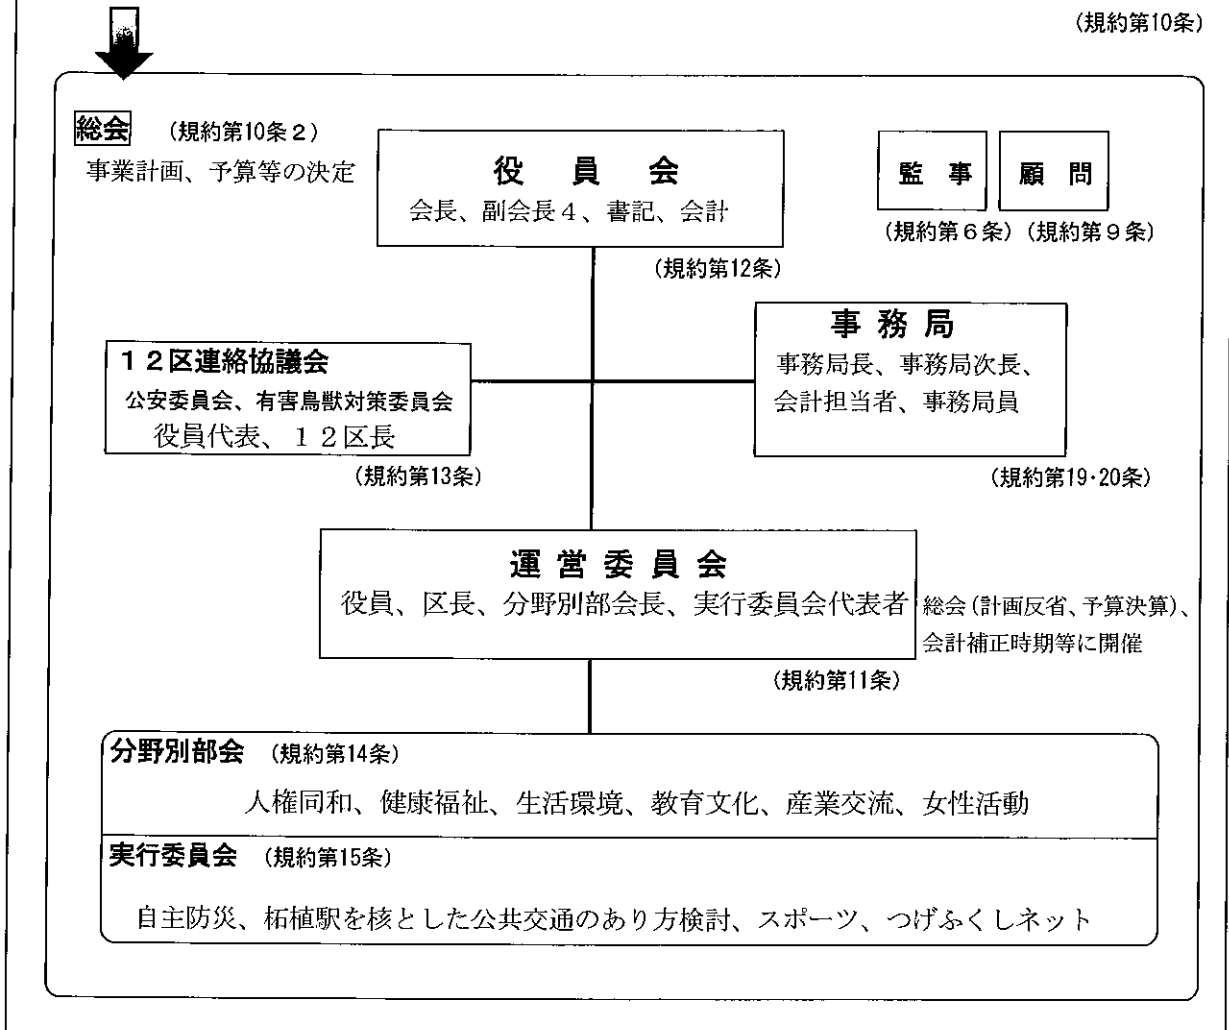 (規約第10条)
総会 (規約第10条2)
事業計画、予算等の決定
役員会
会長、副会長4、書記、会計
(規約第12条)
監事
(規約第6条)
顧問
(規約第9条)
12区連絡協議会
公安委員会、有害鳥獣対策委員会
役員代表、12区長
(規約第13条)
事務局
事務局長、事務局次長、
会計担当者、事務局員
(規約第19・20条)
運営委員会
役員、区長、分野別部会長、実行委員会代表者
(規約第11条)
総会(計画反省、予算決算)、
会計補正時期等に開催
分野別部会 (規約第14条)
人権同和、健康福祉、生活環境、教育文化、産業交流、女性活動
実行委員会 (規約第15条)
自主防災、柘植駅を核とした公共交通のあり方検討、スポーツ、つげふくしネット